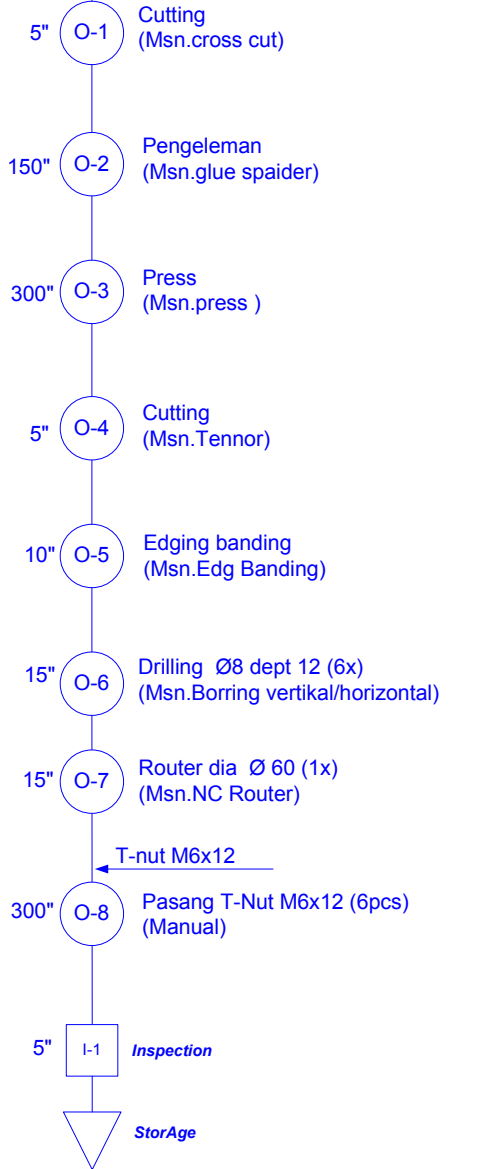 5" O-1 Cutting
(Msn.cross cut)
150" O-2 Pengeleman
(Msn.glue spaider)
300" O-3 Press
(Msn.press )
5" O-4 Cutting
(Msn.Tennor)
10" O-5 Edging banding
(Msn.Edg Banding)
15" O-6 Drilling Ø8 dept 12 (6x)
(Msn.Borring vertikal/horizontal)
15" O-7 Router dia Ø 60 (1x)
(Msn.NC Router)
T-nut M6x12
300" O-8 Pasang T-Nut M6x12 (6pcs)
(Manual)
5" I-1 Inspection
StorAge